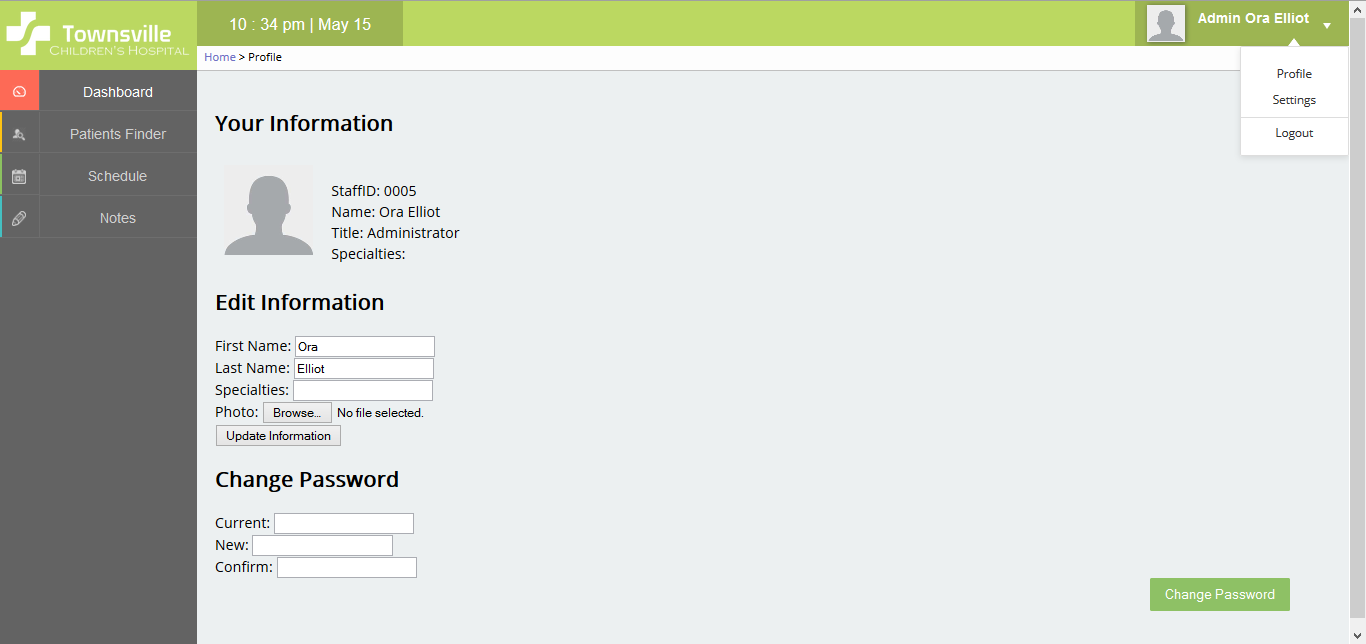 Townsville
CHILDREN'S HOSPITAL
10 : 34 pm | May 15
Admin Ora Elliot
Home > Profile
Profile
Settings
Logout
Dashboard
Patients Finder
Schedule
Notes
Your Information
StaffID: 0005
Name: Ora Elliot
Title: Administrator
Specialties:
Edit Information
First Name: Ora
Last Name: Elliot
Specialties:
Photo: Browse... No file selected.
Update Information
Change Password
Current:
New:
Confirm:
Change Password